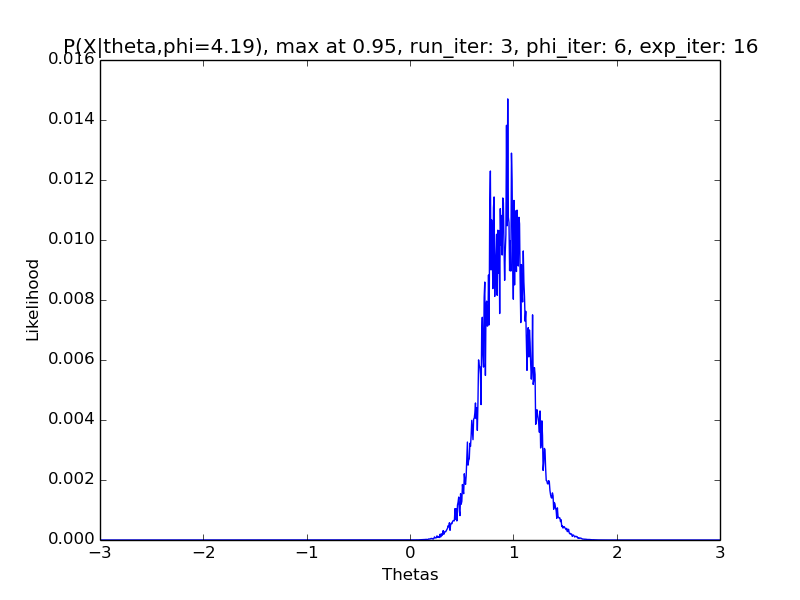 P(X|theta,phi=4.19), max at 0.95, run_iter: 3, phi_iter: 6, exp_iter: 16
0.016
0.014
0.012
0.010
0.008
0.006
0.004
0.002
0.000
Likelihood
−3 −2 −1 0 1 2 3
Thetas